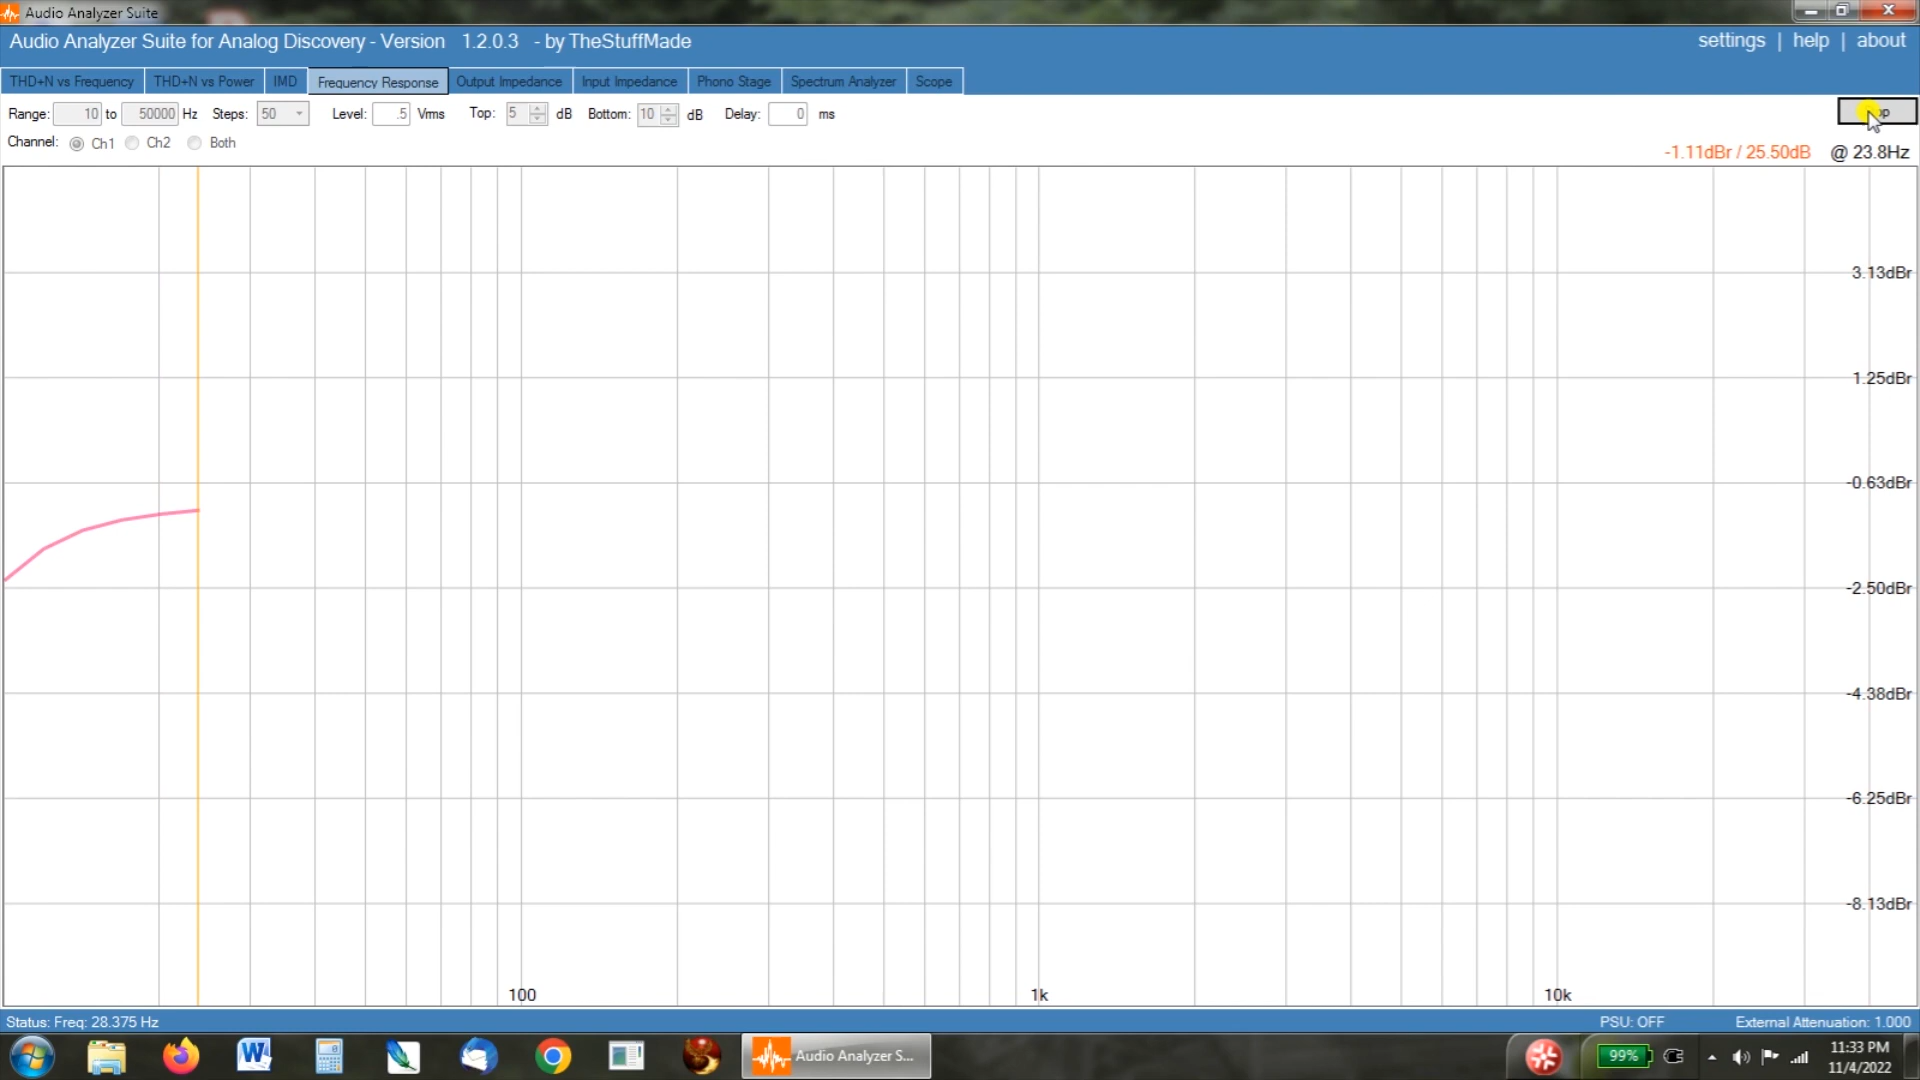 Audio Analyzer Suite
Audio Analyzer Suite for Analog Discovery - Version 1.2.0.3 - by TheStuffMade
settings | help | about
THD+N vs Frequency THD+N vs Power IMD Frequency Response Output Impedance Input Impedance Phono Stage Spectrum Analyzer Scope
Range: 10 to 50000 Hz Steps: 50 Level: .5 Vrms Top: 5 dB Bottom: 10 dB Delay: 0 ms
Channel: Ch1 Ch2 Both
-1.11dBr / 25.50dB @ 23.8Hz
3.13dBr
1.25dBr
-0.63dBr
-2.50dBr
-4.38dBr
-6.25dBr
-8.13dBr
100 1k 10k
Status: Freq: 28.375 Hz PSU: OFF External Attenuation: 1.000
Audio Analyzer S...
99%
11:33 PM
11/4/2022